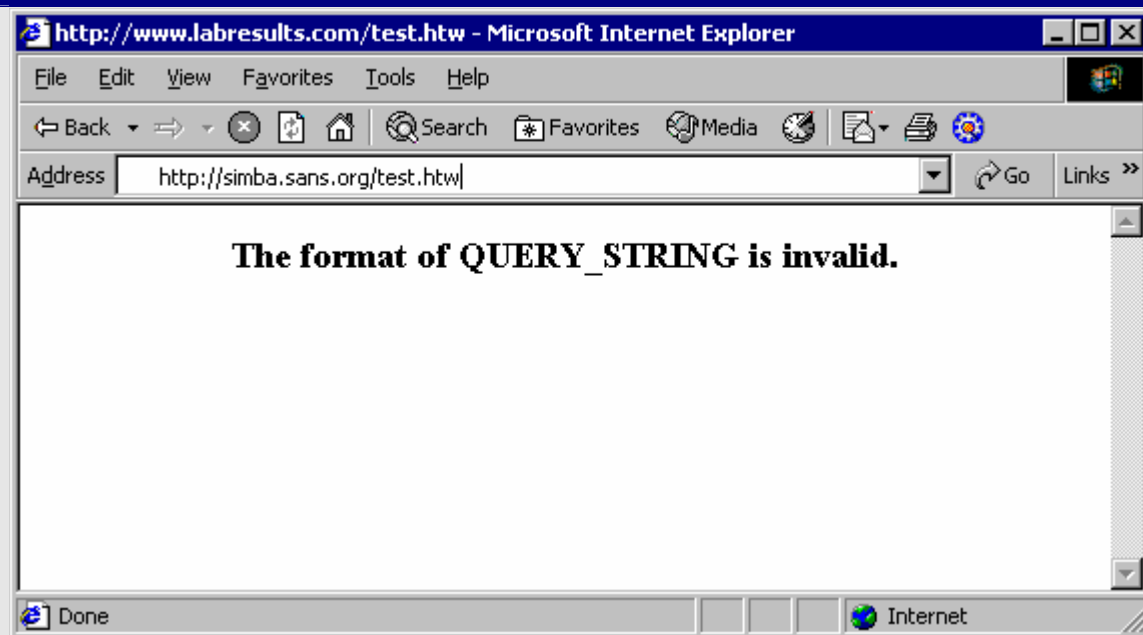 http://www.labresults.com/test.htw - Microsoft Internet Explorer
File Edit View Favorites Tools Help
Back Search Favorites Media
Address http://simba.sans.org/test.htw Go Links »
The format of QUERY_STRING is invalid.
Done Internet